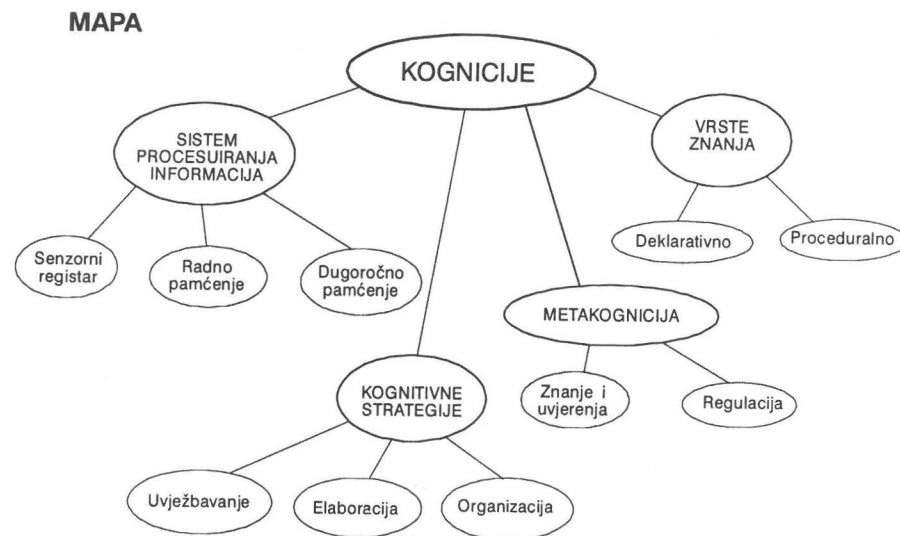 MAPA
KOGNICIJE
SISTEM
PROCESUIRANJA
INFORMACIJA
VRSTE
ZNANJA
Senzorni
registar
Radno
pamćenje
Dugoročno
pamćenje
Deklarativno
Proceduralno
METAKOGNICIJA
Znanje i
uvjerenja
Regulacija
KOGNITIVNE
STRATEGIJE
Uvježbavanje
Elaboracija
Organizacija